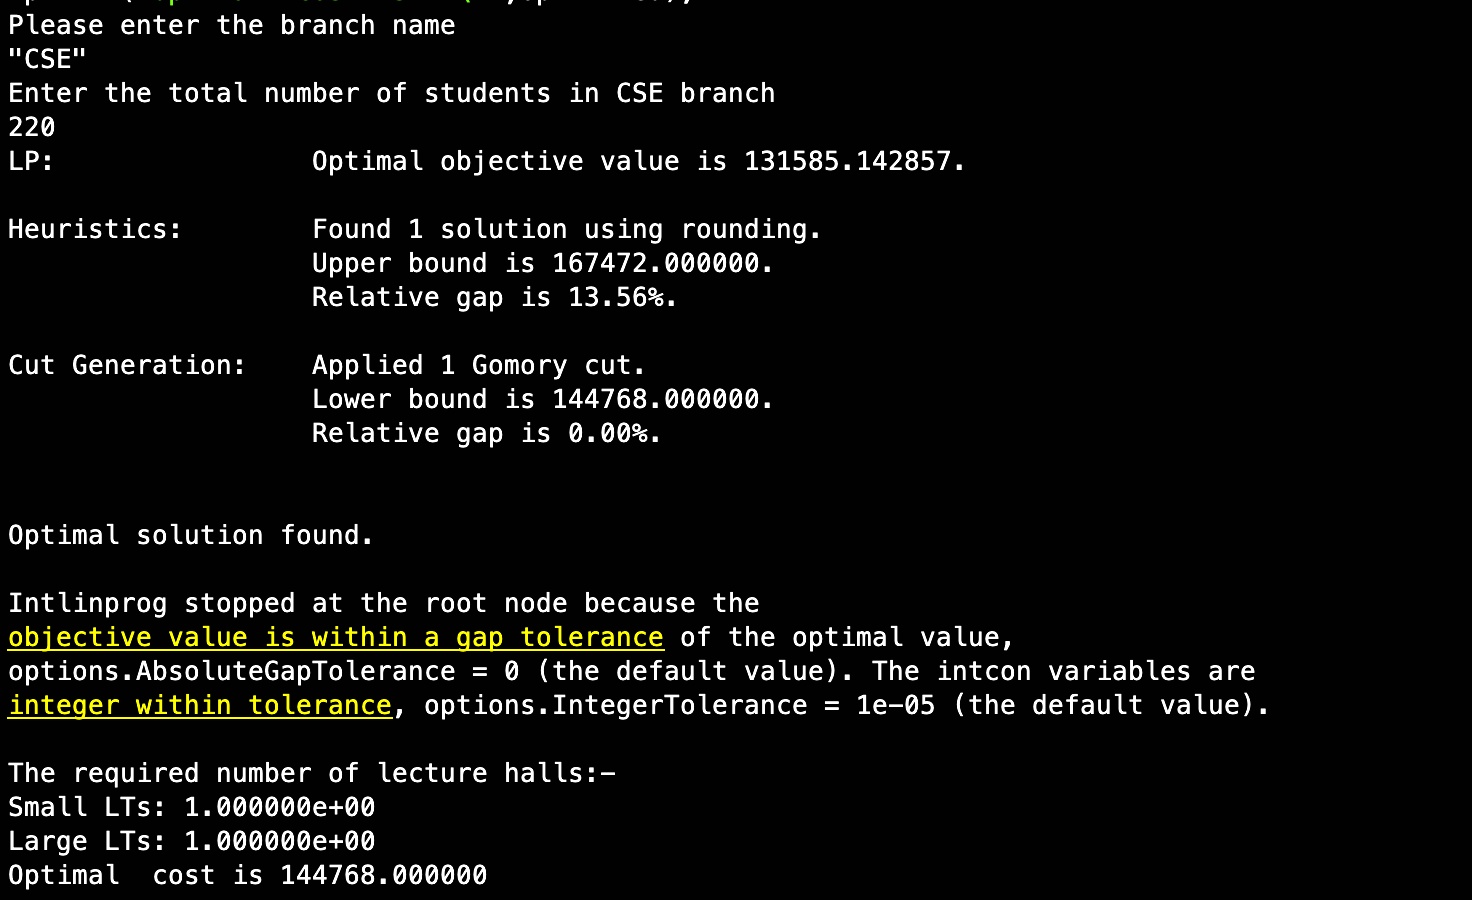 Please enter the branch name
"CSE"
Enter the total number of students in CSE branch
220
LP: Optimal objective value is 131585.142857.
Heuristics: Found 1 solution using rounding.
Upper bound is 167472.000000.
Relative gap is 13.56%.
Cut Generation: Applied 1 Gomory cut.
Lower bound is 144768.000000.
Relative gap is 0.00%.
Optimal solution found.
Intlinprog stopped at the root node because the
objective value is within a gap tolerance of the optimal value,
options.AbsoluteGapTolerance = 0 (the default value). The intcon variables are
integer within tolerance, options.IntegerTolerance = 1e-05 (the default value).
The required number of lecture halls:-
Small LTs: 1.000000e+00
Large LTs: 1.000000e+00
Optimal  cost is 144768.000000